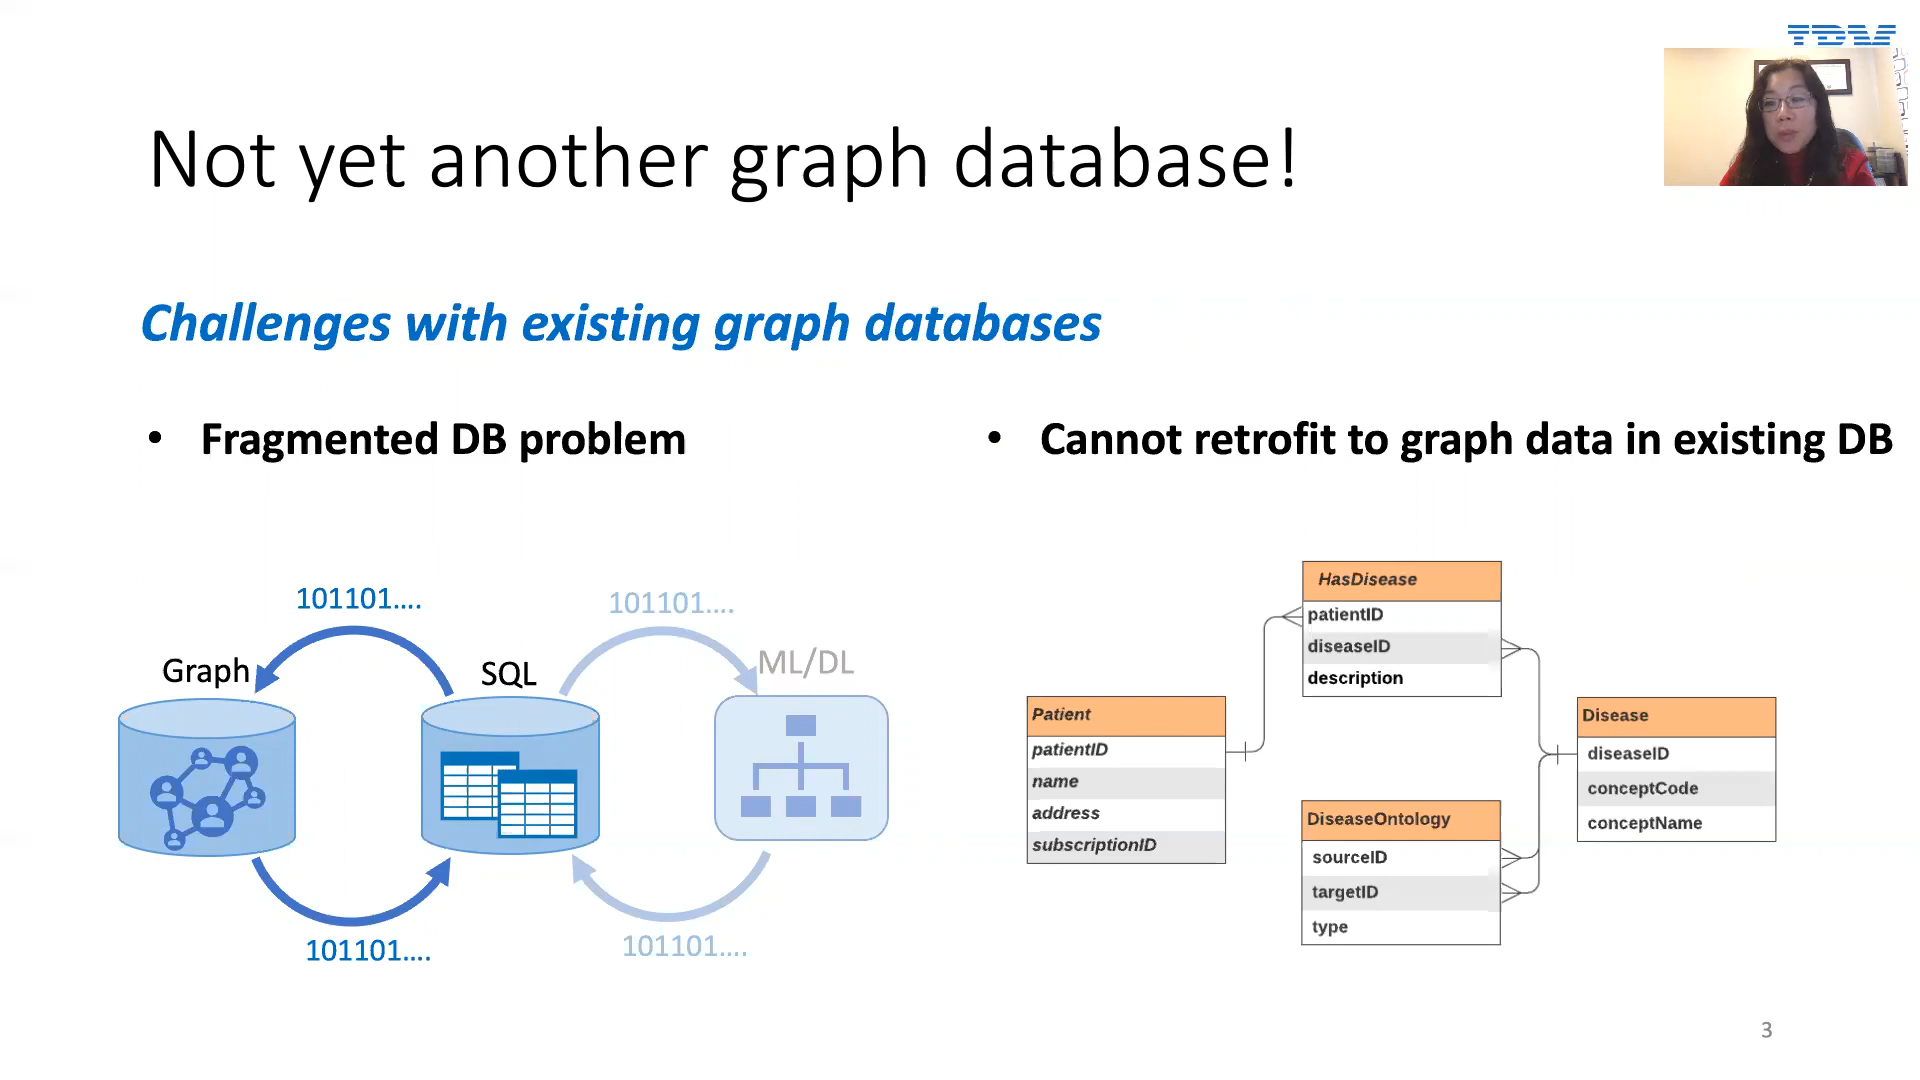 IBM
Not yet another graph database!
Challenges with existing graph databases
• Fragmented DB problem
• Cannot retrofit to graph data in existing DB
101101....
101101....
Graph
SQL
ML/DL
101101....
101101....
HasDisease
patientID
diseaseID
description
Patient
patientID
name
address
subscriptionID
Disease
diseaseID
conceptCode
conceptName
DiseaseOntology
sourceID
targetID
type
3